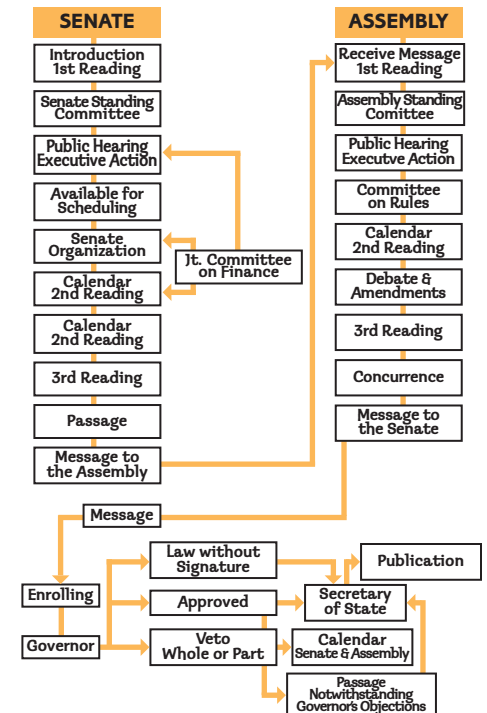 SENATE
Introduction
1st Reading
Senate Standing
Committee
Public Hearing
Executive Action
Available for
Scheduling
Senate
Organization
Calendar
2nd Reading
Calendar
2nd Reading
3rd Reading
Passage
Message to
the Assembly
Jt. Committee
on Finance
ASSEMBLY
Receive Message
1st Reading
Assembly Standing
Comittee
Public Hearing
Executve Action
Committee
on Rules
Calendar
2nd Reading
Debate &
Amendments
3rd Reading
Concurrence
Message to
the Senate
Message
Enrolling
Governor
Law without
Signature
Approved
Veto
Whole or Part
Publication
Secretary
of State
Calendar
Senate & Assembly
Passage
Notwithstanding
Governor's Objections